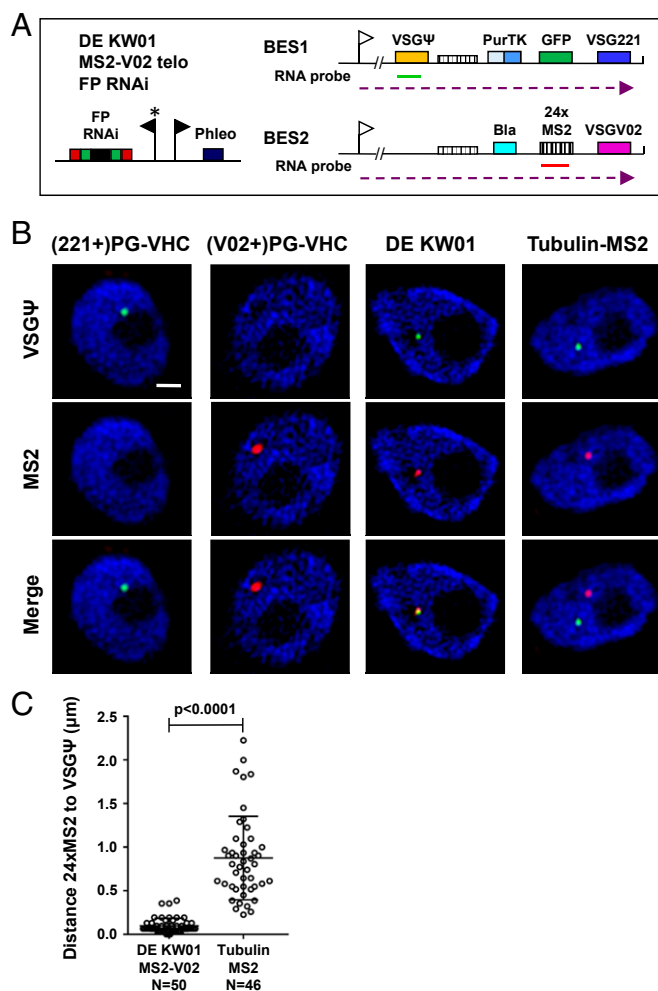 A
DE KW01
MS2-V02 telo
FP RNAi
FP
RNAi
*
Phleo
BES1
VSGΨ
PurTK
GFP
VSG221
RNA probe
BES2
Bla
24x
MS2
VSGV02
RNA probe
B
(221+)PG-VHC
(V02+)PG-VHC
DE KW01
Tubulin-MS2
VSGΨ
MS2
Merge
C
p<0.0001
Distance 24xMS2 to VSGΨ (µm)
2.5
2.0
1.5
1.0
0.5
0.0
DE KW01
MS2-V02
N=50
Tubulin
MS2
N=46